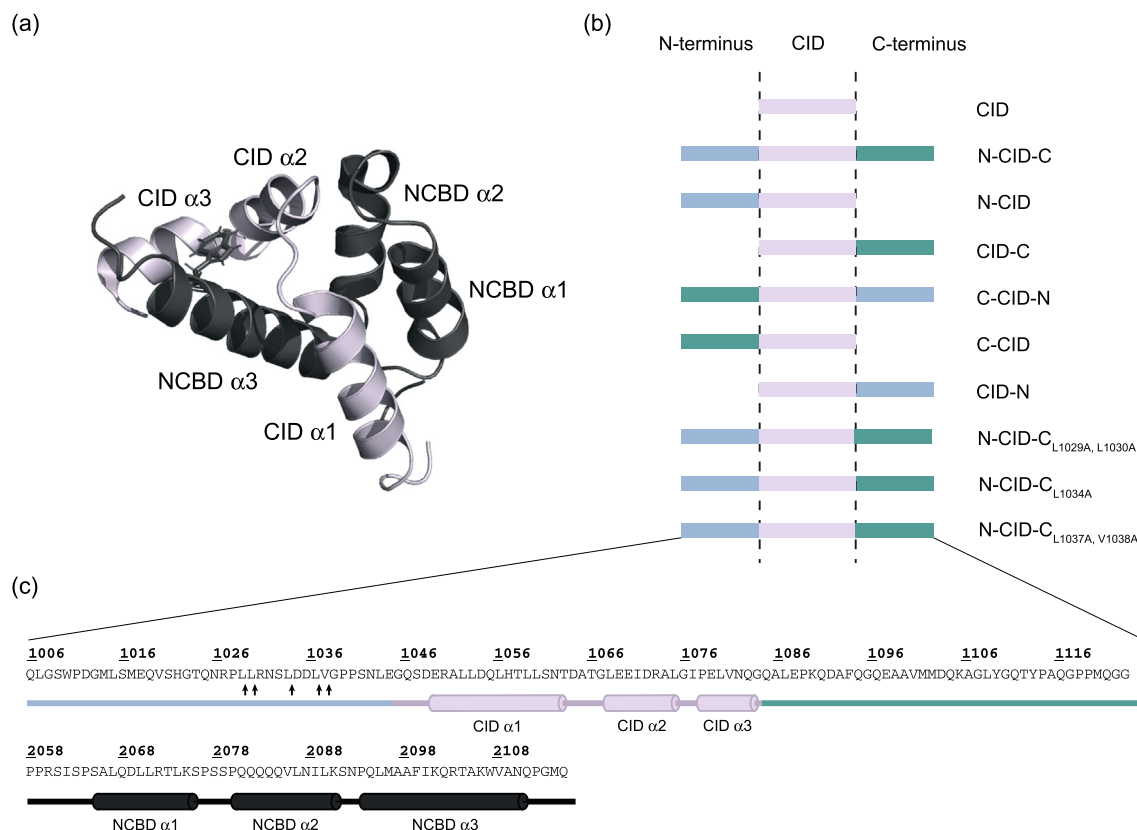 (a)
CID α2
CID α3
NCBD α2
NCBD α1
NCBD α3
CID α1
(b)
N-terminus CID C-terminus
CID
N-CID-C
N-CID
CID-C
C-CID-N
C-CID
CID-N
N-CID-C L1029A, L1030A
N-CID-C L1034A
N-CID-C L1037A, V1038A
(c)
1006 1016 1026 1036 1046 1056 1066 1076 1086 1096 1106 1116
QLGSWPDGMLSMEQVSHGTQNRPLLRNSLDDLVGPPSNLEGQSDERALLDQLHTLLSNTDATGLEEIDRALGIPELVNQGQALEPKQDAFQGQEAAVMMDQKAGLYGQTYPAQGPPMQGG
CID α1 CID α2 CID α3
2058 2068 2078 2088 2098 2108
PPRSISPSALQDLLRTLKSPSSPQQQQQVLNILKSNPQLMAAFIKQRTAKWVANQPGMQ
NCBD α1 NCBD α2 NCBD α3